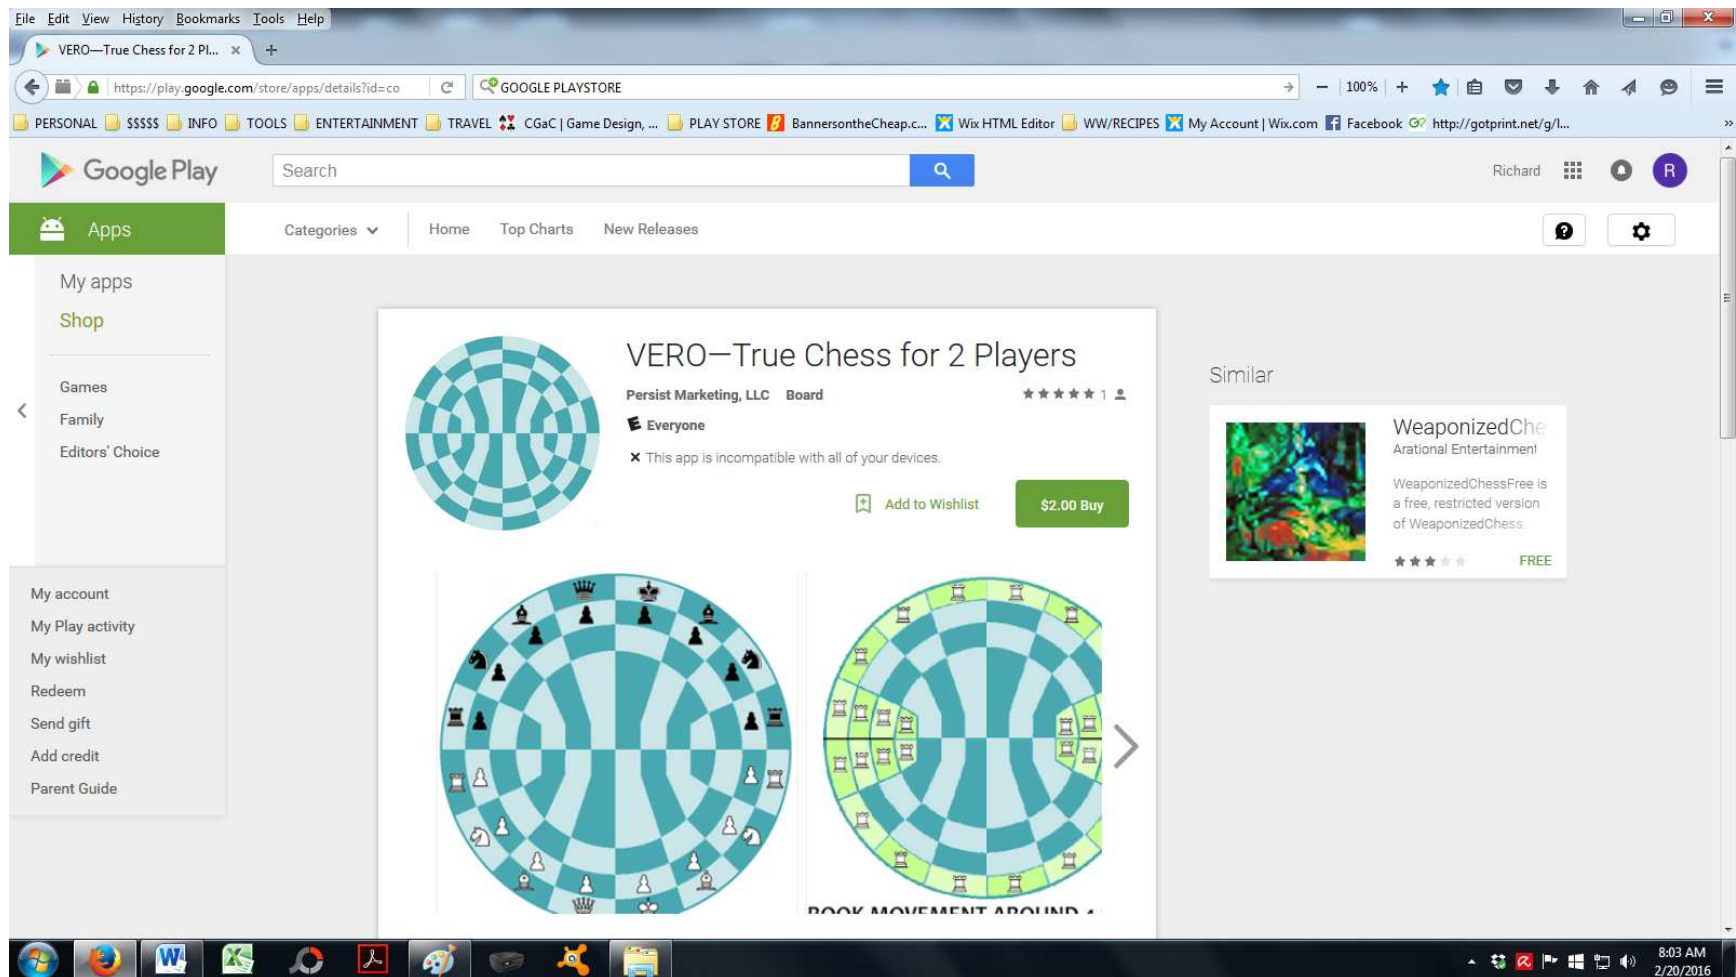 File Edit View History Bookmarks Tools Help
VERO—True Chess for 2 Pl...
https://play.google.com/store/apps/details?id=co
GOOGLE PLAYSTORE
100%
PERSONAL $$$$$ INFO TOOLS ENTERTAINMENT TRAVEL CGaC | Game Design, ... PLAY STORE BannersontheCheap.c... Wix HTML Editor WW/RECIPES My Account | Wix.com Facebook http://gotprint.net/g/l...
Google Play
Search
Richard
R
Apps
Categories Home Top Charts New Releases
My apps
Shop
Games
Family
Editors' Choice
My account
My Play activity
My wishlist
Redeem
Send gift
Add credit
Parent Guide
VERO—True Chess for 2 Players
Persist Marketing, LLC Board
1
Everyone
This app is incompatible with all of your devices.
Add to Wishlist
$2.00 Buy
ROOK MOVEMENT AROUND
Similar
WeaponizedChe
Arational Entertainment
WeaponizedChessFree is
a free, restricted version
of WeaponizedChess.
FREE
8:03 AM
2/20/2016